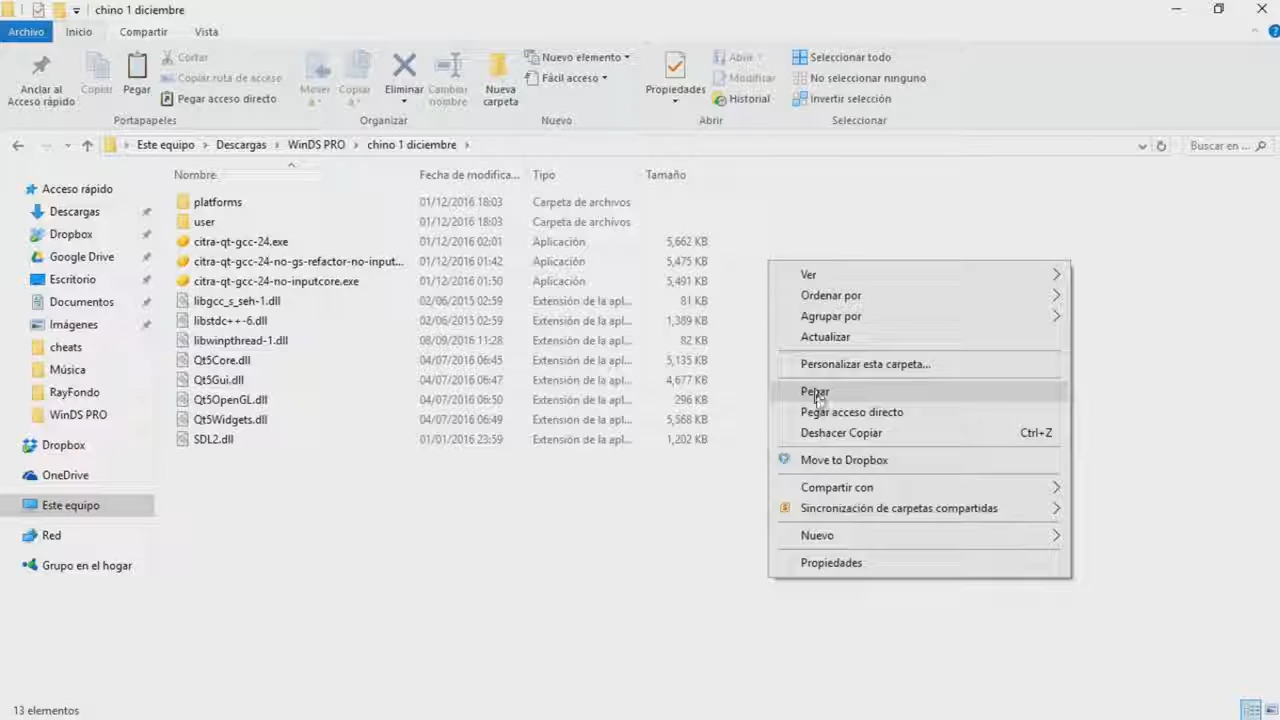 chino 1 diciembre
Archivo Inicio Compartir Vista
Anclar al Acceso rápido
Copiar
Pegar
Cortar
Copiar ruta de acceso
Pegar acceso directo
Portapapeles
Mover a
Copiar a
Eliminar
Cambiar nombre
Organizar
Nueva carpeta
Nuevo elemento
Fácil acceso
Nuevo
Propiedades
Abrir
Modificar
Historial
Abrir
Seleccionar todo
No seleccionar ninguno
Invertir selección
Seleccionar
Este equipo > Descargas > WinDS PRO > chino 1 diciembre >
Buscar en ...
Nombre Fecha de modifica... Tipo Tamaño
Acceso rápido
Descargas
Dropbox
Google Drive
Escritorio
Documentos
Imágenes
cheats
Música
RayFondo
WinDS PRO
Dropbox
OneDrive
Este equipo
Red
Grupo en el hogar
platforms 01/12/2016 18:03 Carpeta de archivos
user 01/12/2016 18:03 Carpeta de archivos
citra-qt-gcc-24.exe 01/12/2016 02:01 Aplicación 5,662 KB
citra-qt-gcc-24-no-gs-refactor-no-input... 01/12/2016 01:42 Aplicación 5,475 KB
citra-qt-gcc-24-no-inputcore.exe 01/12/2016 01:50 Aplicación 5,491 KB
libgcc_s_seh-1.dll 02/06/2015 02:59 Extensión de la apl... 81 KB
libstdc++-6.dll 02/06/2015 02:59 Extensión de la apl... 1,389 KB
libwinpthread-1.dll 08/09/2016 11:28 Extensión de la apl... 82 KB
Qt5Core.dll 04/07/2016 06:45 Extensión de la apl... 5,135 KB
Qt5Gui.dll 04/07/2016 06:47 Extensión de la apl... 4,677 KB
Qt5OpenGL.dll 04/07/2016 06:50 Extensión de la apl... 296 KB
Qt5Widgets.dll 04/07/2016 06:49 Extensión de la apl... 5,568 KB
SDL2.dll 01/01/2016 23:59 Extensión de la apl... 1,202 KB
Ver
Ordenar por
Agrupar por
Actualizar
Personalizar esta carpeta...
Pegar
Pegar acceso directo
Deshacer Copiar Ctrl+Z
Move to Dropbox
Compartir con
Sincronización de carpetas compartidas
Nuevo
Propiedades
13 elementos